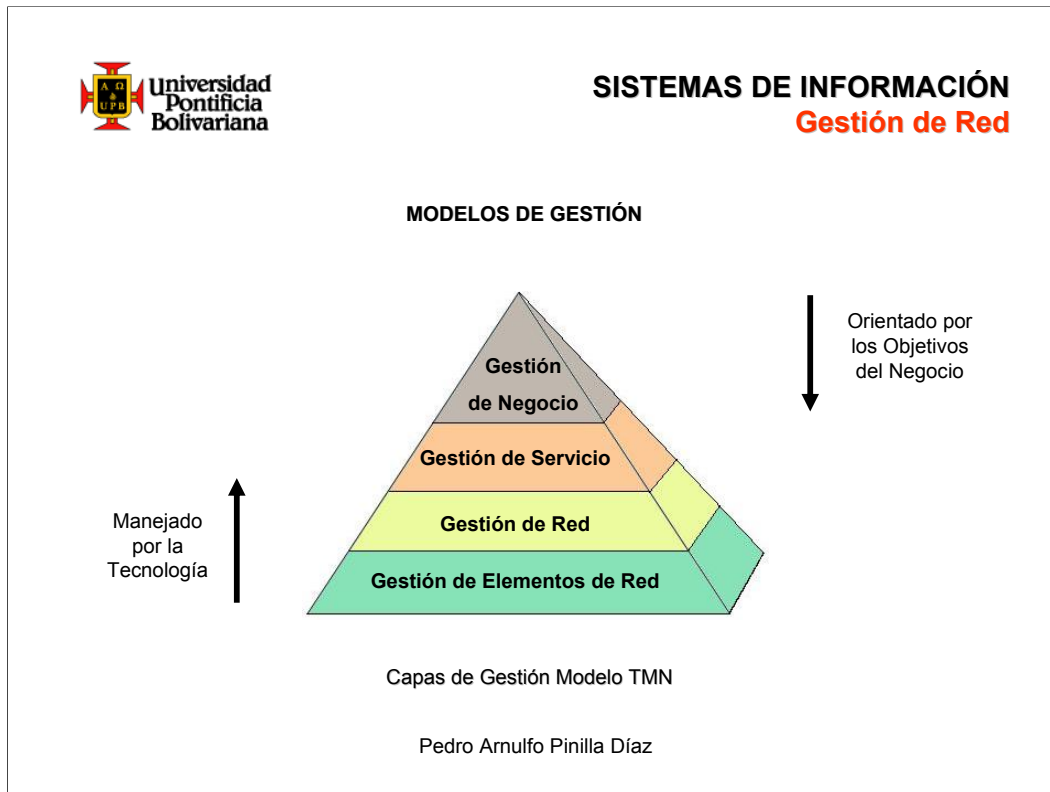 Universidad
Pontificia
Bolivariana
A Ω
UPB
SISTEMAS DE INFORMACIÓN
Gestión de Red
MODELOS DE GESTIÓN
Gestión
de Negocio
Gestión de Servicio
Gestión de Red
Gestión de Elementos de Red
Orientado por
los Objetivos
del Negocio
Manejado
por la
Tecnología
Capas de Gestión Modelo TMN
Pedro Arnulfo Pinilla Díaz